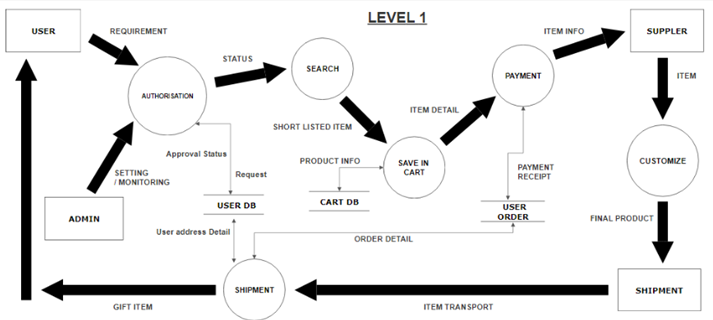 LEVEL 1
USER
REQUIREMENT
AUTHORISATION
STATUS
SEARCH
SHORT LISTED ITEM
SAVE IN
CART
ITEM DETAIL
PAYMENT
ITEM INFO
SUPPLER
ITEM
CUSTOMIZE
FINAL PRODUCT
SHIPMENT
SETTING
/ MONITORING
ADMIN
Approval Status
Request
USER DB
User address Detail
PRODUCT INFO
CART DB
PAYMENT
RECEIPT
USER
ORDER
ORDER DETAIL
SHIPMENT
GIFT ITEM
ITEM TRANSPORT